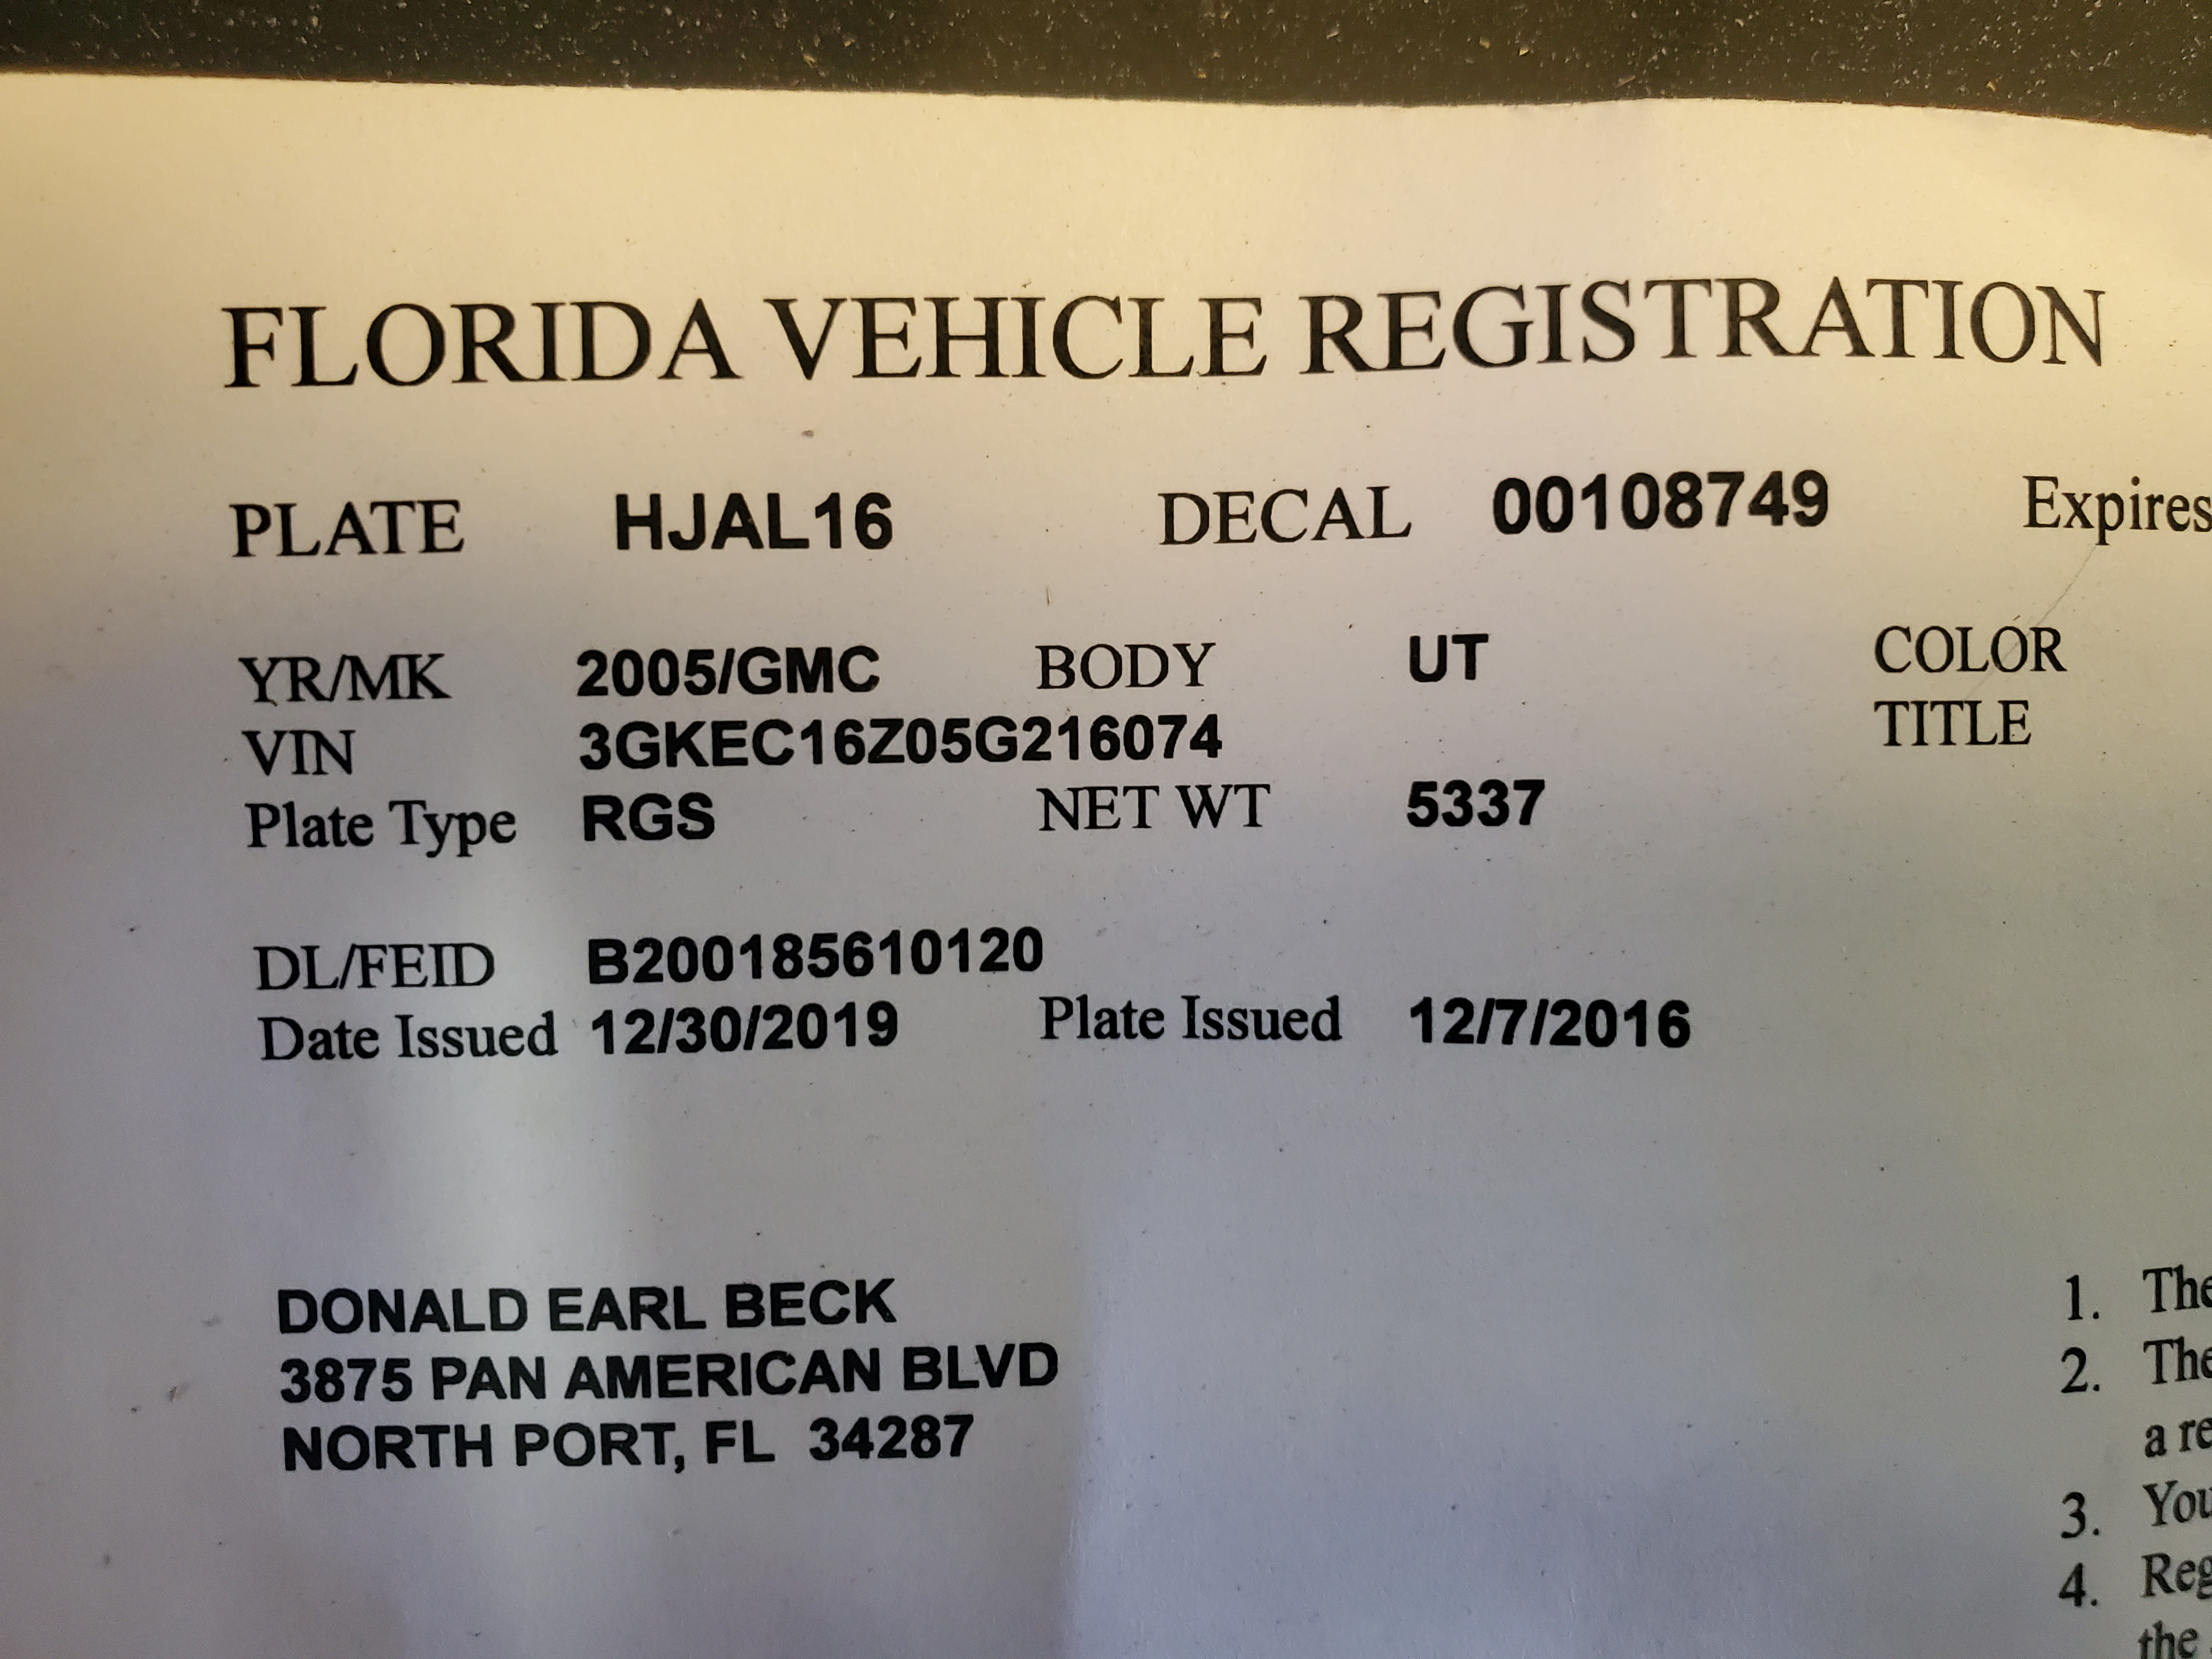 FLORIDA VEHICLE REGISTRATION
PLATE HJAL16 DECAL 00108749 Expires
YR/MK 2005/GMC BODY UT COLOR
VIN 3GKEC16Z05G216074 TITLE
Plate Type RGS NET WT 5337
DL/FEID B200185610120
Date Issued 12/30/2019 Plate Issued 12/7/2016
DONALD EARL BECK
3875 PAN AMERICAN BLVD
NORTH PORT, FL 34287
1. The
2. The
a re
3. You
4. Reg
the